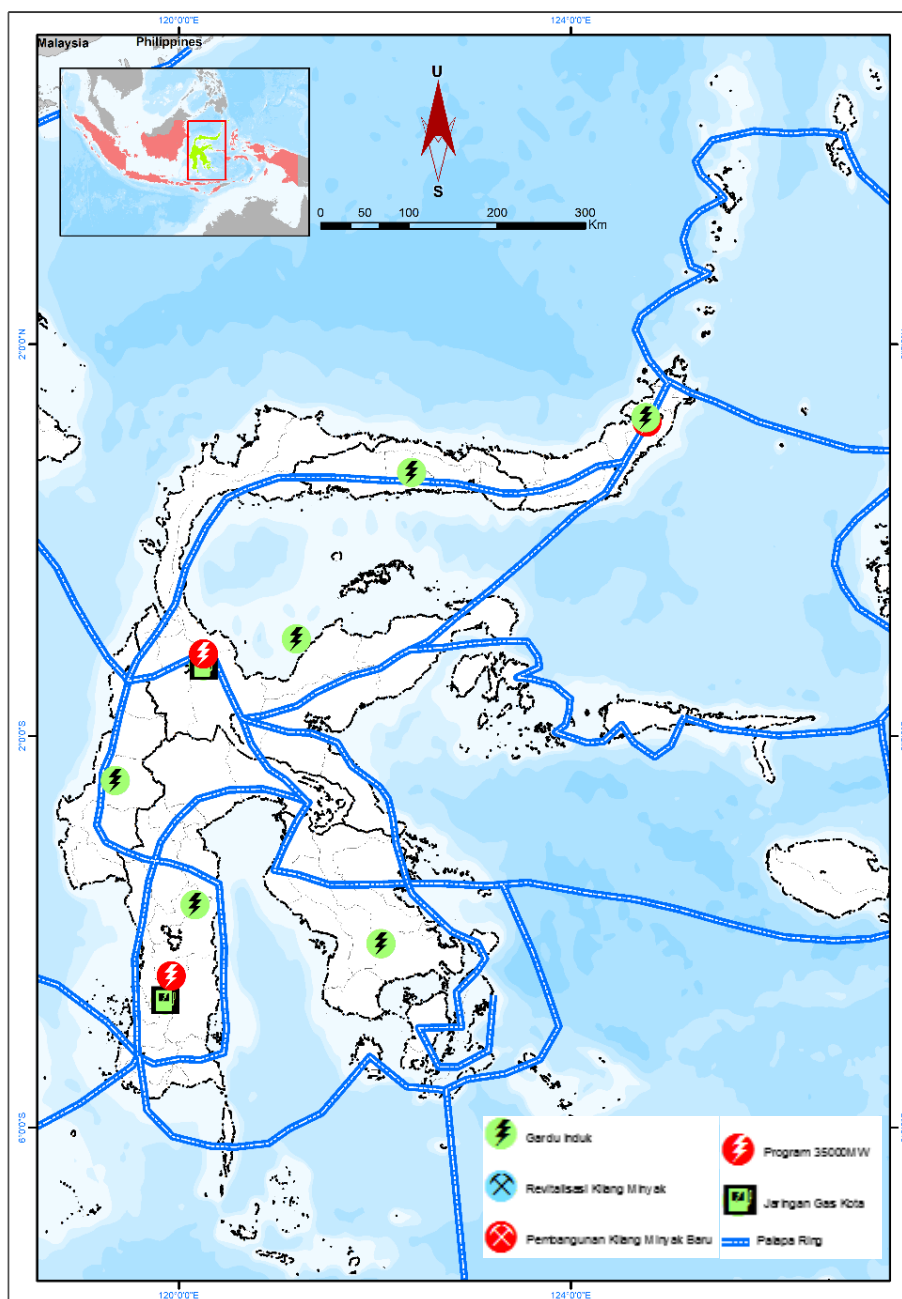 120°0'0"E
124°0'0"E
Malaysia
Philippines
U
S
0 50 100 200 300
Km
2°0'0"N
2°0'0"S
6°0'0"S
Gardu Induk
Revitalisasi Kilang Minyak
Pembangunan Kilang Minyak Baru
Program 35000MW
Jaringan Gas Kota
Palapa Ring
120°0'0"E
124°0'0"E